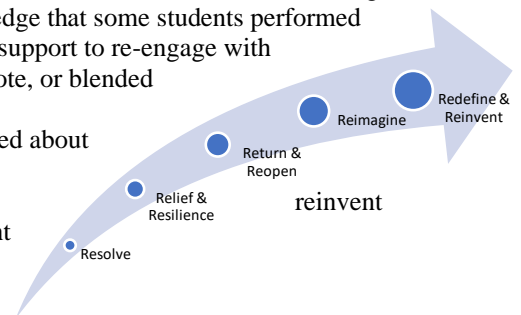 edge that some students performed
support to re-engage with
ote, or blended
ed about
reinvent
nt
Resolve
Relief &
Resilience
Return &
Reopen
Reimagine
Redefine &
Reinvent